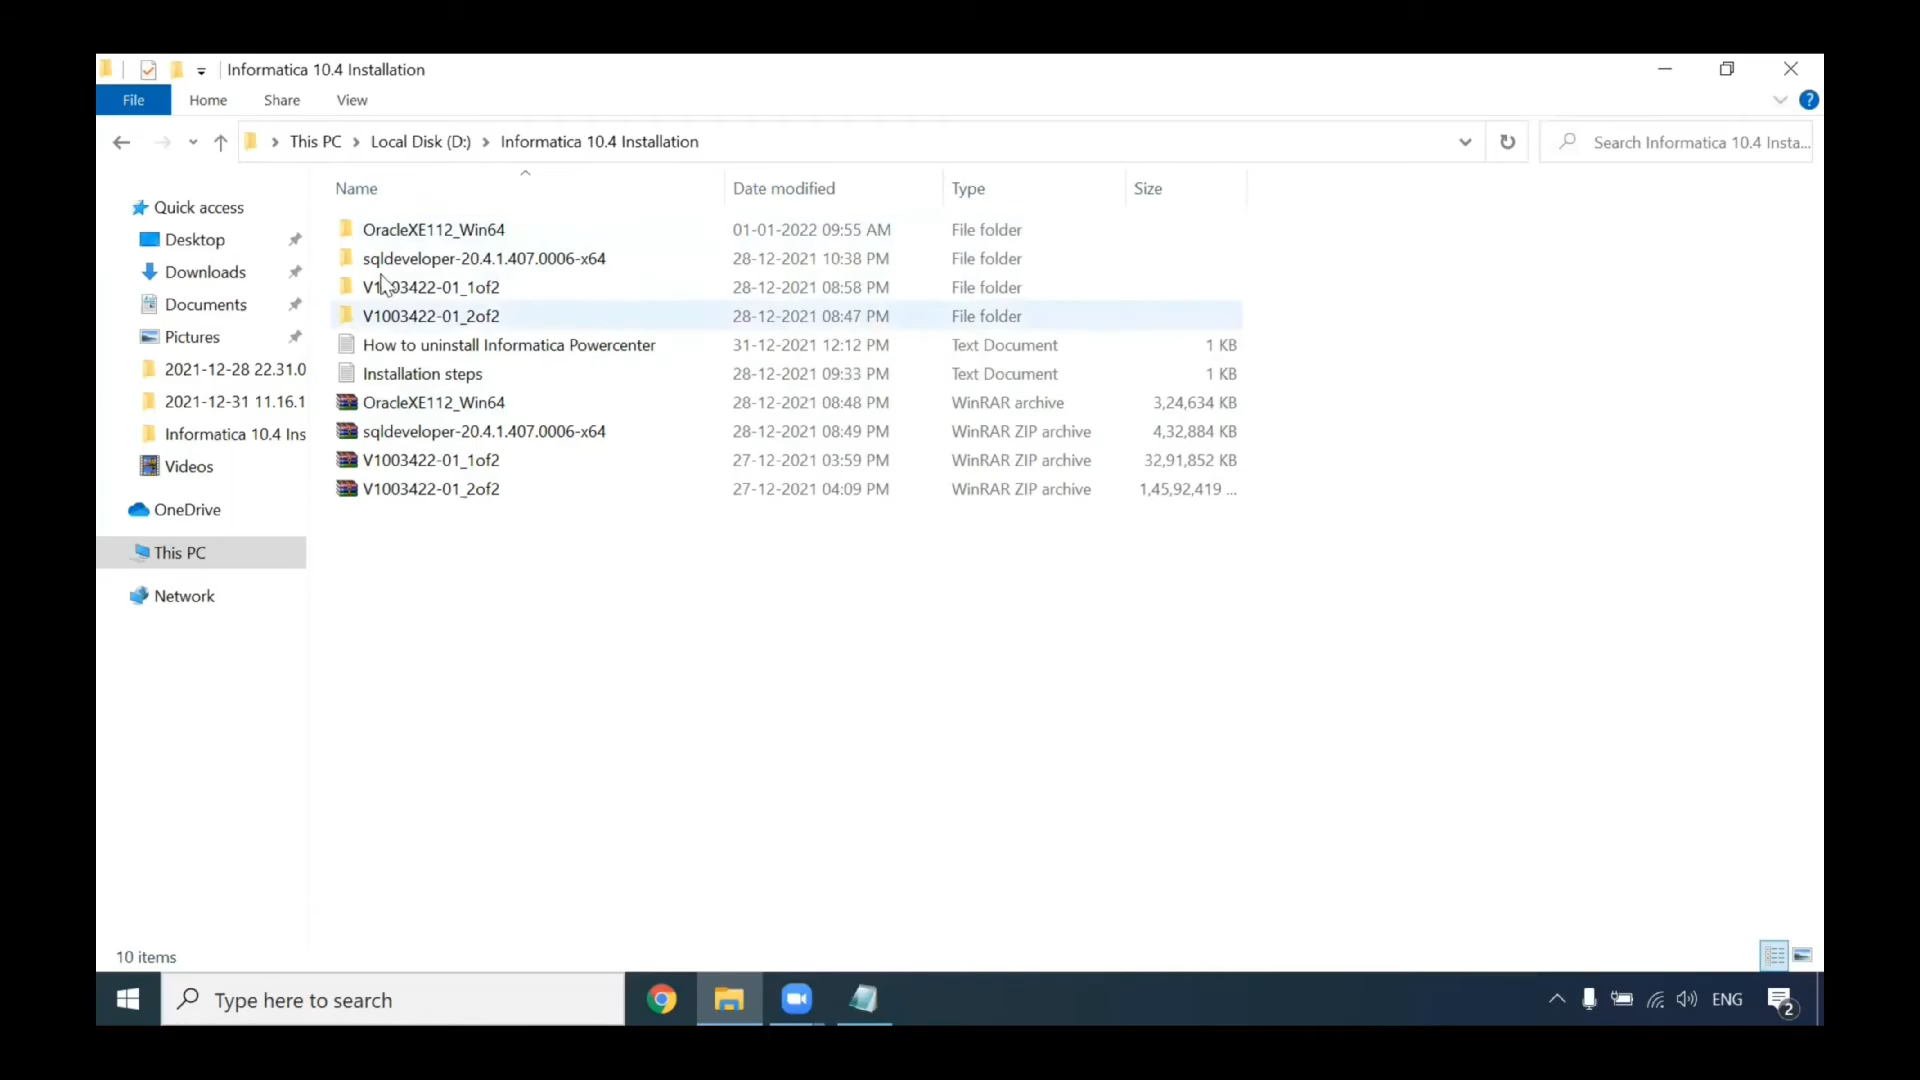 Informatica 10.4 Installation
File Home Share View
This PC Local Disk (D:) Informatica 10.4 Installation
Search Informatica 10.4 Insta...
Name Date modified Type Size
Quick access
Desktop
Downloads
Documents
Pictures
2021-12-28 22.31.0
2021-12-31 11.16.1
Informatica 10.4 Ins
Videos
OneDrive
This PC
Network
OracleXE112_Win64 01-01-2022 09:55 AM File folder
sqldeveloper-20.4.1.407.0006-x64 28-12-2021 10:38 PM File folder
V1003422-01_1of2 28-12-2021 08:58 PM File folder
V1003422-01_2of2 28-12-2021 08:47 PM File folder
How to uninstall Informatica Powercenter 31-12-2021 12:12 PM Text Document 1 KB
Installation steps 28-12-2021 09:33 PM Text Document 1 KB
OracleXE112_Win64 28-12-2021 08:48 PM WinRAR archive 3,24,634 KB
sqldeveloper-20.4.1.407.0006-x64 28-12-2021 08:49 PM WinRAR ZIP archive 4,32,884 KB
V1003422-01_1of2 27-12-2021 03:59 PM WinRAR ZIP archive 32,91,852 KB
V1003422-01_2of2 27-12-2021 04:09 PM WinRAR ZIP archive 1,45,92,419 ...
10 items
Type here to search
ENG
2